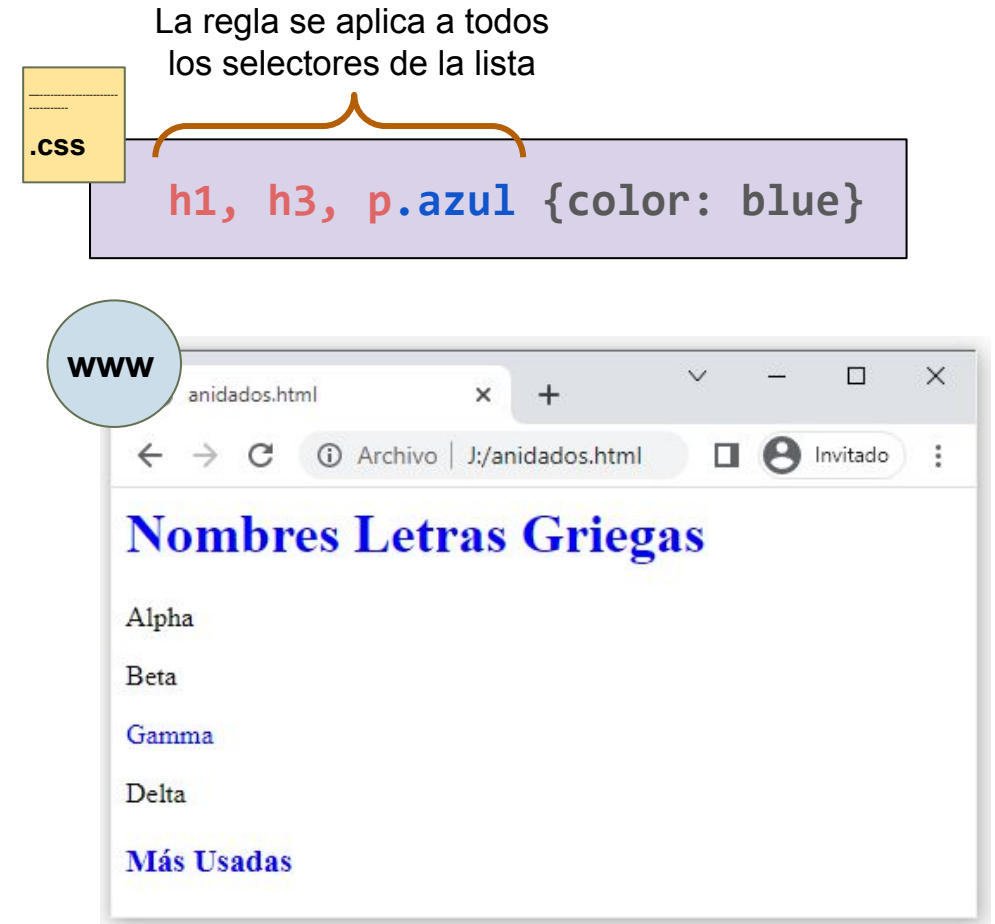 La regla se aplica a todos
los selectores de la lista
.css
h1, h3, p.azul {color: blue}
www
anidados.html
Archivo | J:/anidados.html
Invitado
Nombres Letras Griegas
Alpha
Beta
Gamma
Delta
Más Usadas